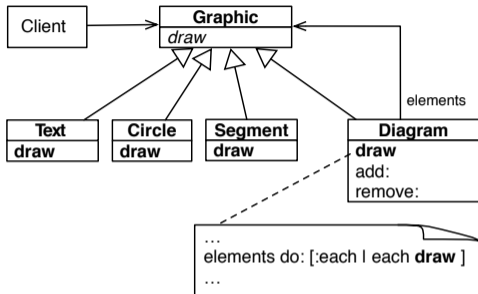 Client
Graphic
draw
elements
Text
draw
Circle
draw
Segment
draw
Diagram
draw
add:
remove:
...
elements do: [:each | each draw ]
...